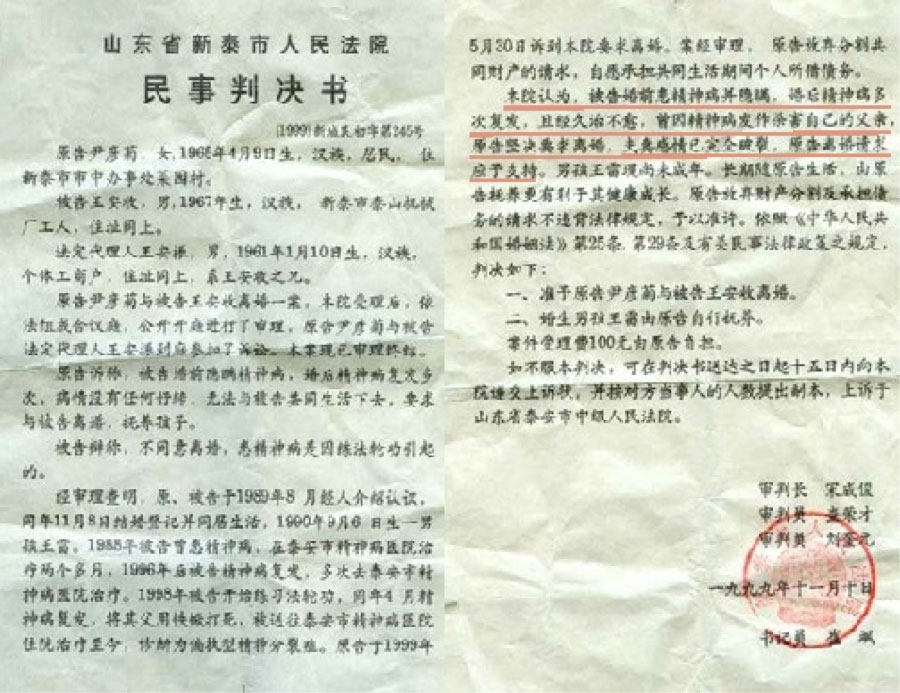 山东省新泰市人民法院
民事判决书
(1999)新城民初字第245号
原告尹彦菊，女，1965年4月9日生，汉族，居民，住
新泰市市中办事处菜园村。
被告王安收，男，1967年生，汉族，新泰市泰山机械
厂工人，住址同上。
法定代理人王安 ，男，1961年1月10日生，汉族，
个体工商户，住址同上，系王安收之兄。
原告尹彦菊与被告王安收离婚一案，本院受理后，依
法组成合议庭，公开开庭进行了审理，原告尹彦菊与被告
法定代理人王安 到庭参加了诉讼。本案现已审理终结。
原告诉称，被告婚前隐瞒精神病，婚后精神病复发多
次，病情没有任何好转，无法与被告共同生活下去，要求
与被告离婚，抚养孩子。
被告辩称，不同意离婚，患精神病是因练法轮功引起
的。
经审理查明，原、被告于1989年8月经人介绍认识，
同年11月8日结婚登记并同居生活，1990年9月6日生一男
孩王雷。1988年被告曾患精神病，在泰安市精神病医院治
疗两个多月，1996年后被告精神病复发，多次去泰安市精
神病医院治疗。1998年被告开始练习法轮功，同年4月精
神病复发，将其父用铁锨打死，被送往泰安市精神病医院
住院治疗至今，诊断为偏执型精神分裂症。原告于1999年
5月30日诉到本院要求离婚。案经审理，原告放弃分割共
同财产的请求，自愿承担共同生活期间个人所借债务。
本院认为，被告婚前患精神病并隐瞒，婚后精神病多
次复发，且经久治不愈，曾因精神病发作伤害自己的父亲，
原告坚决要求离婚，夫妻感情已完全破裂，原告离婚请求
应予支持。男孩王雷现尚未成年。长期随原告生活，由原
告抚养更有利于其健康成长。原告放弃财产分割及承担债
务的请求不违背法律规定，予以准许。依照《中华人民共
和国婚姻法》第25条、第29条及有关民事法律政策之规定，
判决如下：
一、准予原告尹彦菊与被告王安收离婚。
二、婚生男孩王雷由原告自行抚养。
案件受理费100元由原告负担。
如不服本判决，可在判决书送达之日起十五日内向本
院递交上诉状，并按对方当事人的人数提出副本，上诉于
山东省泰安市中级人民法院。
审判长 宋成俊
审判员 荣才
审判员 刘 元
一九九九年十一月十日
书记员